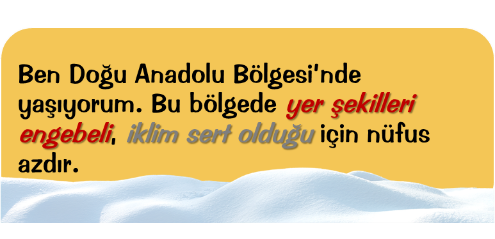 Ben Doğu Anadolu Bölgesi'nde
yaşıyorum. Bu bölgede yer şekilleri
engebeli, iklim sert olduğu için nüfus
azdır.